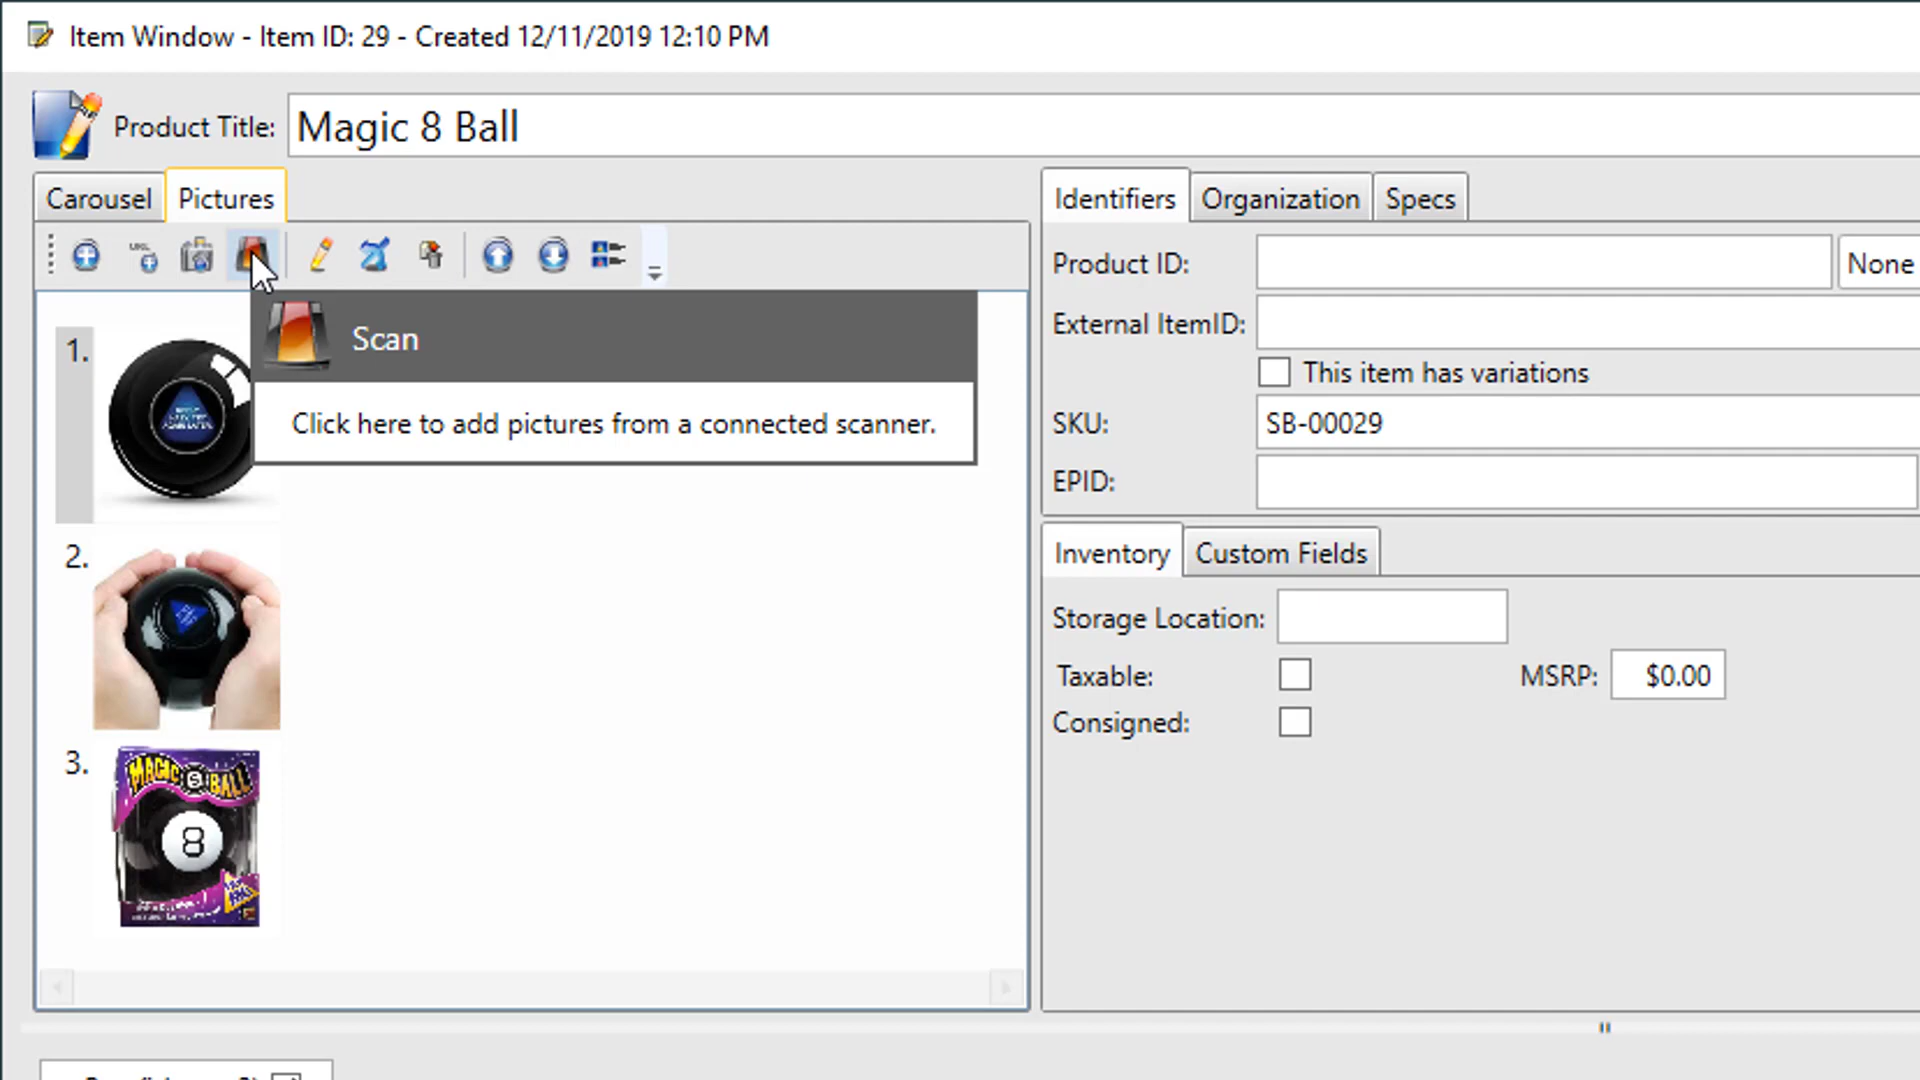 Item Window - Item ID: 29 - Created 12/11/2019 12:10 PM
Product Title: Magic 8 Ball
Carousel Pictures
Identifiers Organization Specs
URL
Scan
Click here to add pictures from a connected scanner.
1.
2.
3.
MAGIC 8 BALL
8
Product ID: None
External ItemID:
This item has variations
SKU: SB-00029
EPID:
Inventory Custom Fields
Storage Location:
Taxable: MSRP: $0.00
Consigned: